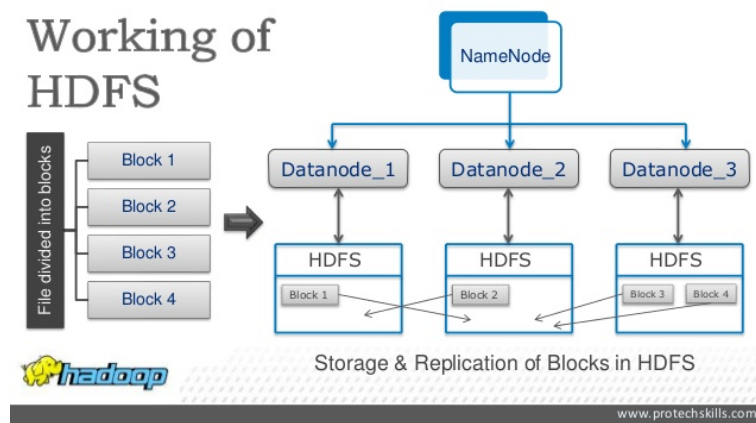 Working of
HDFS
NameNode
File divided into blocks
Block 1
Block 2
Block 3
Block 4
Datanode_1
Datanode_2
Datanode_3
HDFS
HDFS
HDFS
Block 1
Block 2
Block 3
Block 4
hadoop
Storage & Replication of Blocks in HDFS
www.protechskills.com